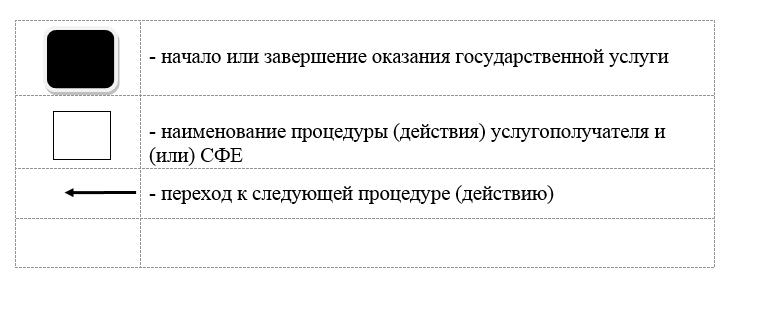 - начало или завершение оказания государственной услуги
- наименование процедуры (действия) услугополучателя и
(или) СФЕ
- переход к следующей процедуре (действию)